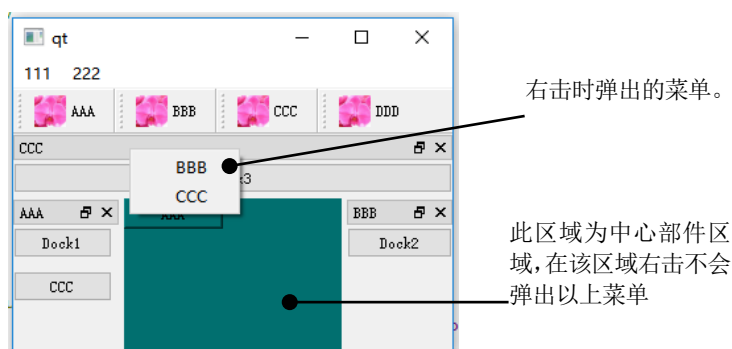 qt
111 222
AAA BBB CCC DDD
右击时弹出的菜单。
CCC
BBB
CCC
AAA
BBB
Dock1
Dock2
CCC
此区域为中心部件区
域,在该区域右击不会
弹出以上菜单